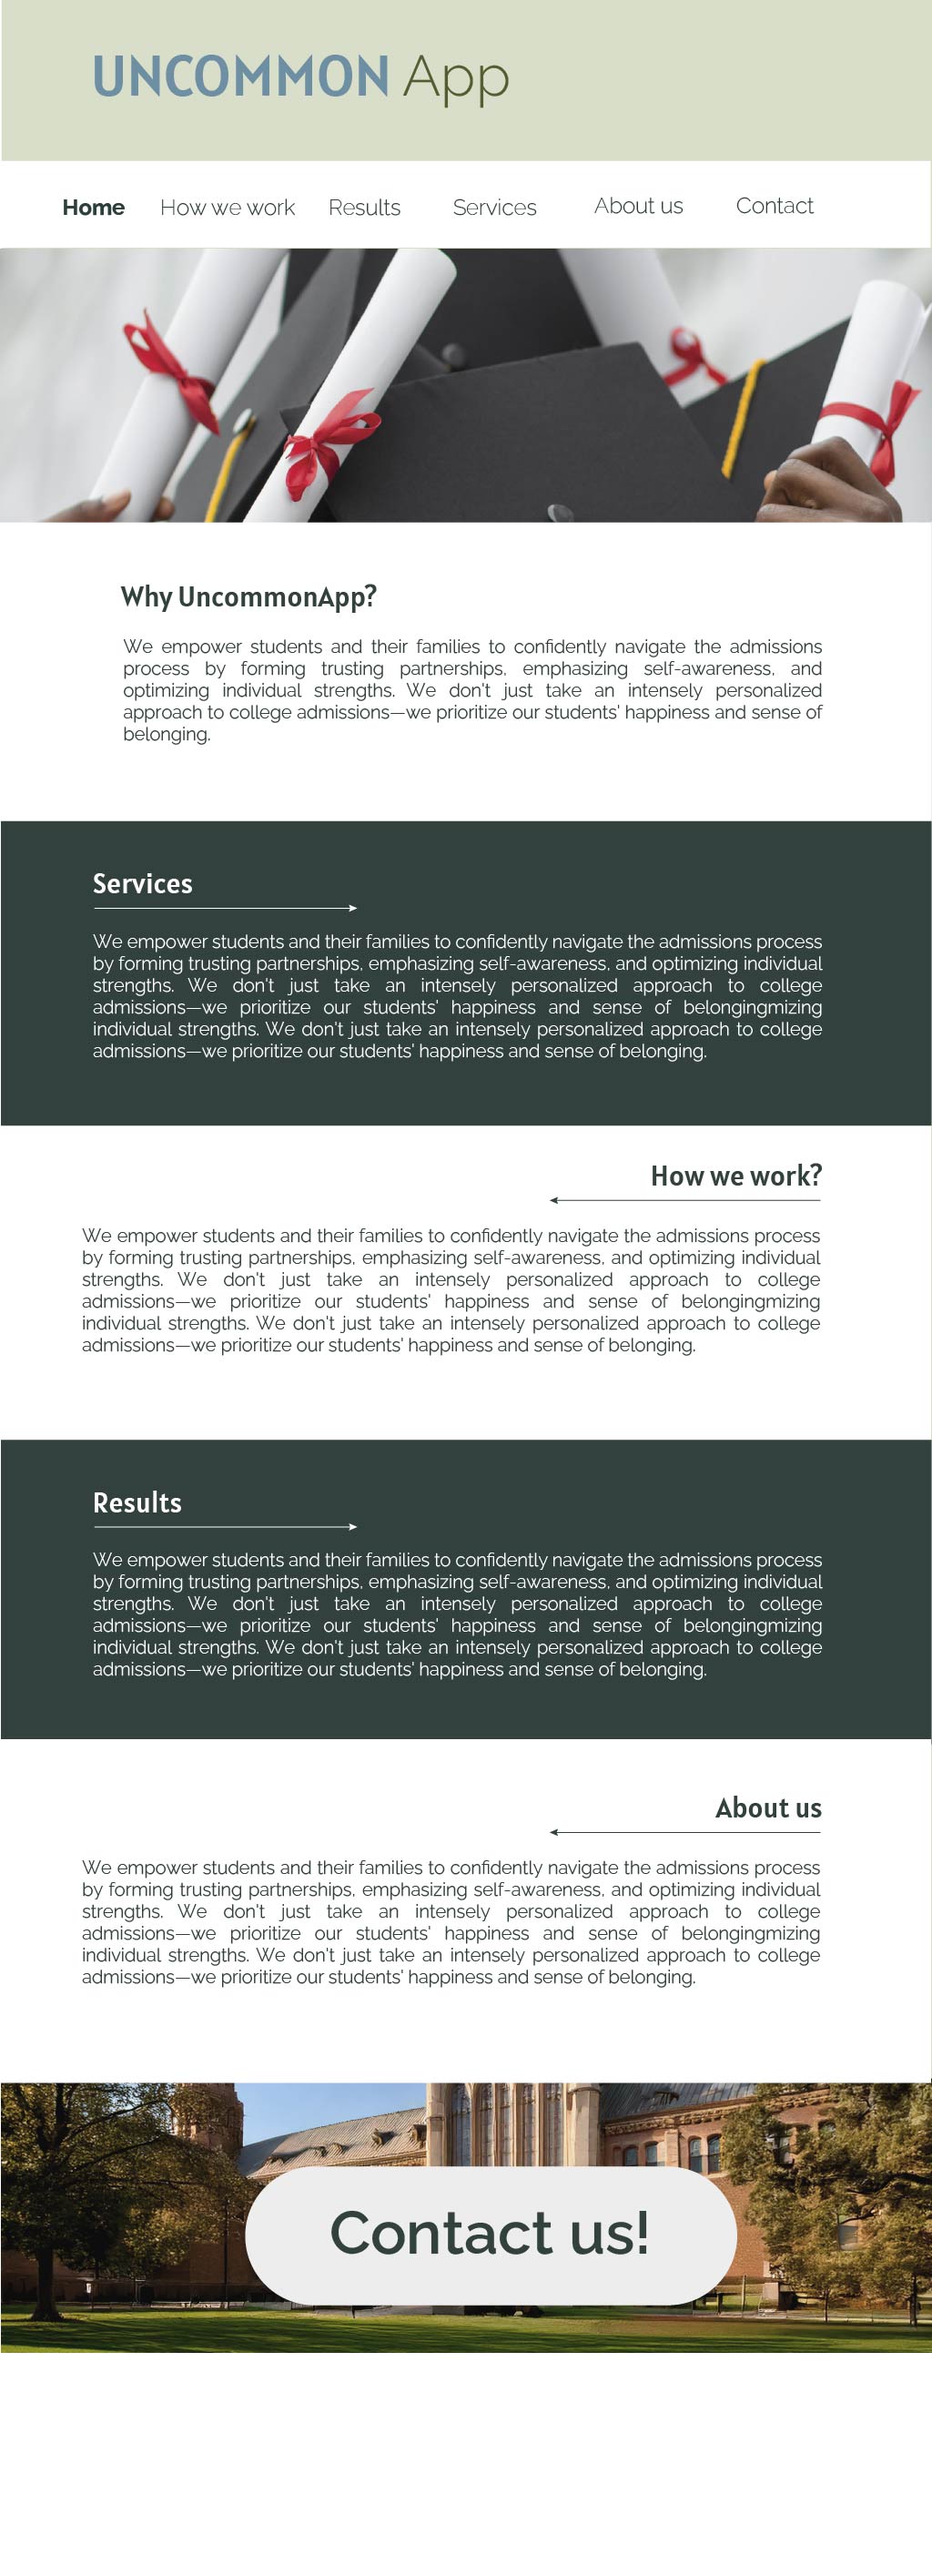 UNCOMMON App
Home How we work Results Services About us Contact
Why UncommonApp?
We empower students and their families to confidently navigate the admissions
process by forming trusting partnerships, emphasizing self-awareness, and
optimizing individual strengths. We don't just take an intensely personalized
approach to college admissions—we prioritize our students' happiness and sense of
belonging.
Services
We empower students and their families to confidently navigate the admissions process
by forming trusting partnerships, emphasizing self-awareness, and optimizing individual
strengths. We don't just take an intensely personalized approach to college
admissions—we prioritize our students' happiness and sense of belongingmizing
individual strengths. We don't just take an intensely personalized approach to college
admissions—we prioritize our students' happiness and sense of belonging.
How we work?
We empower students and their families to confidently navigate the admissions process
by forming trusting partnerships, emphasizing self-awareness, and optimizing individual
strengths. We don't just take an intensely personalized approach to college
admissions—we prioritize our students' happiness and sense of belongingmizing
individual strengths. We don't just take an intensely personalized approach to college
admissions—we prioritize our students' happiness and sense of belonging.
Results
We empower students and their families to confidently navigate the admissions process
by forming trusting partnerships, emphasizing self-awareness, and optimizing individual
strengths. We don't just take an intensely personalized approach to college
admissions—we prioritize our students' happiness and sense of belongingmizing
individual strengths. We don't just take an intensely personalized approach to college
admissions—we prioritize our students' happiness and sense of belonging.
About us
We empower students and their families to confidently navigate the admissions process
by forming trusting partnerships, emphasizing self-awareness, and optimizing individual
strengths. We don't just take an intensely personalized approach to college
admissions—we prioritize our students' happiness and sense of belongingmizing
individual strengths. We don't just take an intensely personalized approach to college
admissions—we prioritize our students' happiness and sense of belonging.
Contact us!